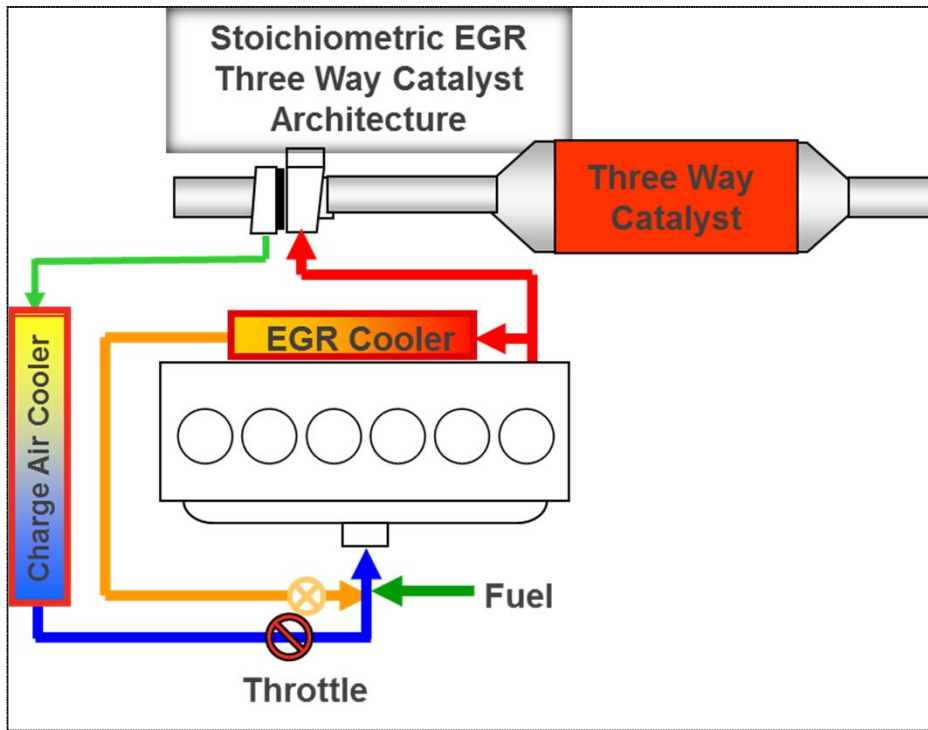 Stoichiometric EGR
Three Way Catalyst
Architecture
Three Way
Catalyst
EGR Cooler
Charge Air Cooler
Fuel
Throttle